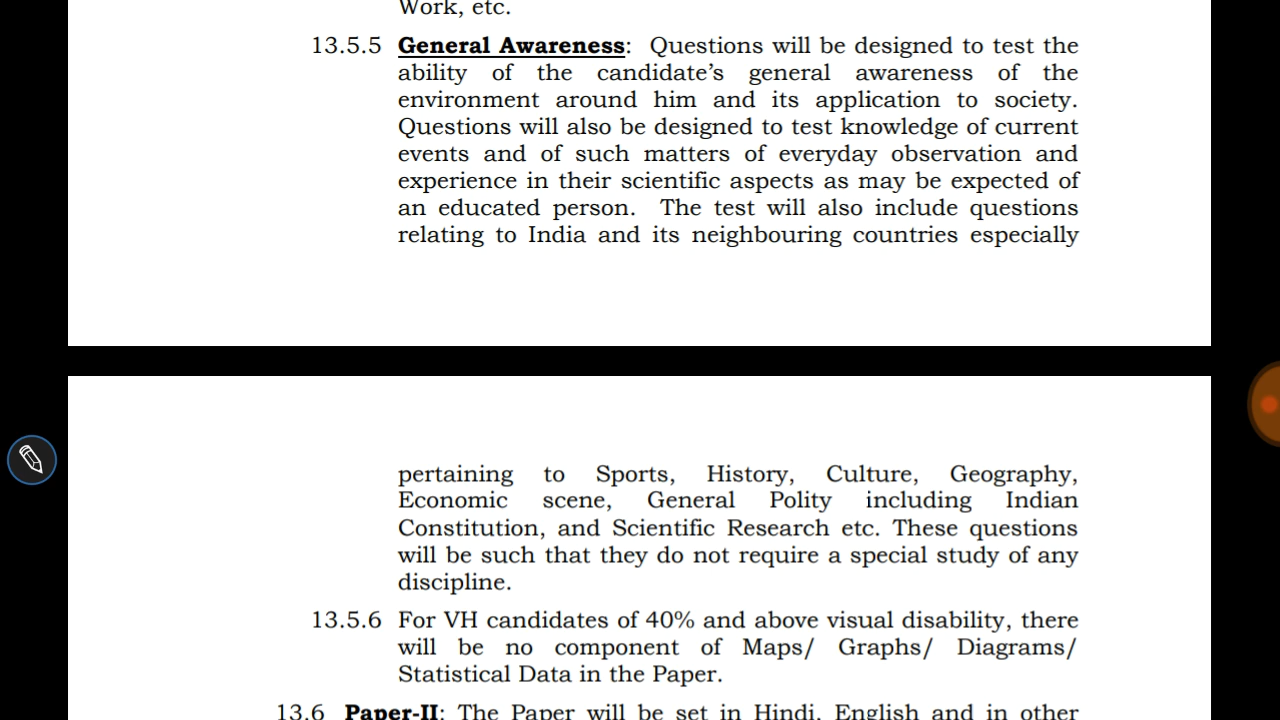 Work, etc.
13.5.5 General Awareness: Questions will be designed to test the
ability of the candidate’s general awareness of the
environment around him and its application to society.
Questions will also be designed to test knowledge of current
events and of such matters of everyday observation and
experience in their scientific aspects as may be expected of
an educated person. The test will also include questions
relating to India and its neighbouring countries especially
pertaining to Sports, History, Culture, Geography,
Economic scene, General Polity including Indian
Constitution, and Scientific Research etc. These questions
will be such that they do not require a special study of any
discipline.
13.5.6 For VH candidates of 40% and above visual disability, there
will be no component of Maps/ Graphs/ Diagrams/
Statistical Data in the Paper.
13.6 Paper-II: The Paper will be set in Hindi, English and in other